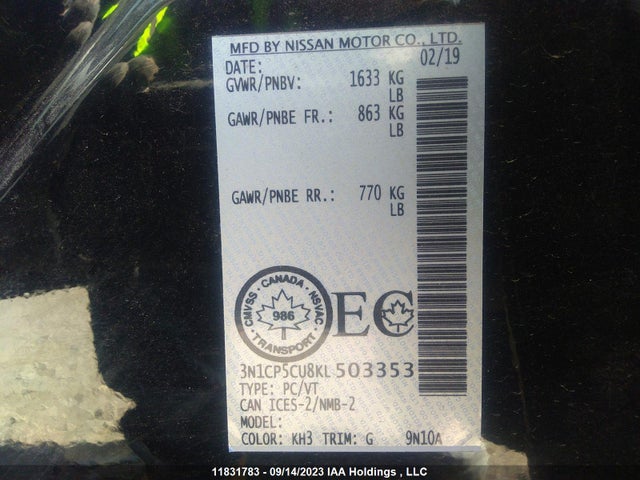 MFD BY NISSAN MOTOR CO., LTD.
DATE: 02/19
GVWR/PNBV: 1633 KG
LB
GAWR/PNBE FR.: 863 KG
LB
GAWR/PNBE RR.: 770 KG
LB
CANADA
CMVSS · NSVAC
986
TRANSPORT
EC
3N1CP5CU8KL 503353
TYPE: PC/VT
CAN ICES-2/NMB-2
MODEL:
COLOR: KH3 TRIM: G 9N10A
11831783 - 09/14/2023 IAA Holdings , LLC